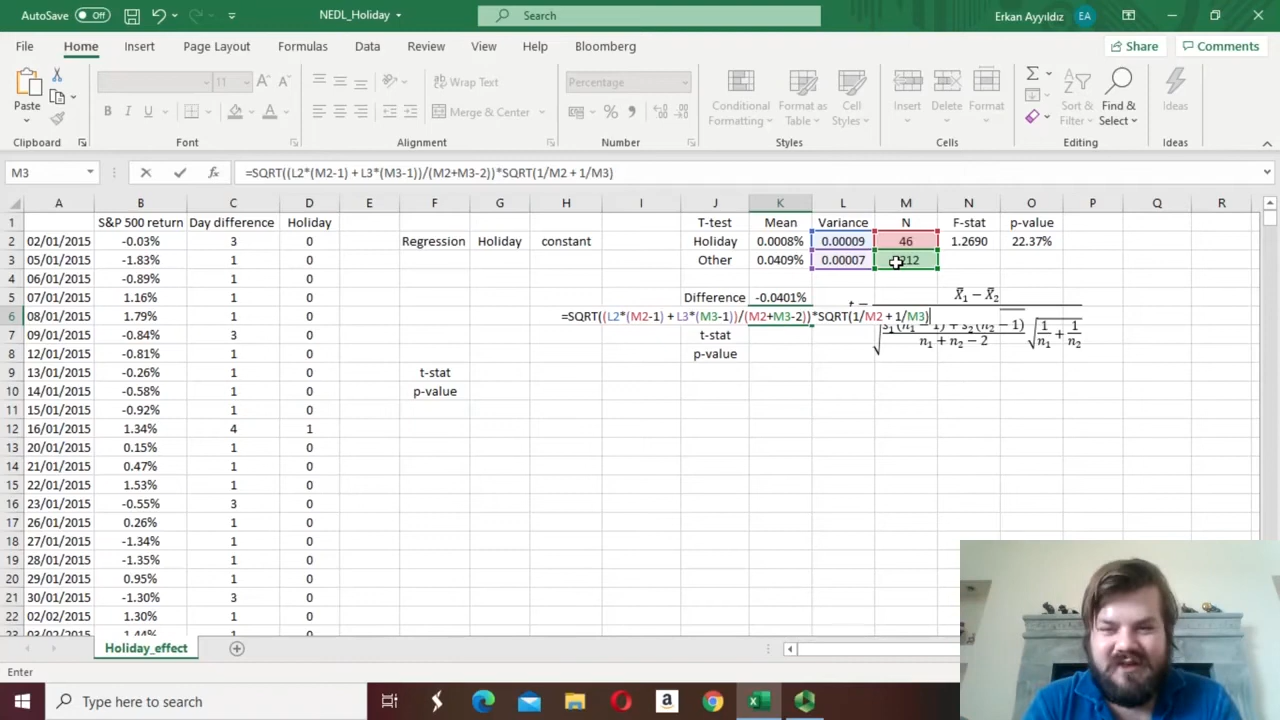 AutoSave Off NEDL_Holiday Search Erkan Ayyıldız EA
File Home Insert Page Layout Formulas Data Review View Help Bloomberg Share Comments
Paste
11 A A
Wrap Text
Percentage
B I U
Merge & Center
% ,
Conditional Formatting
Format as Table
Cell Styles
Insert Delete Format
Sort & Filter
Find & Select
Ideas
Clipboard Font Alignment Number Styles Cells Editing Ideas
M3 fx =SQRT((L2*(M2-1) + L3*(M3-1))/(M2+M3-2))*SQRT(1/M2 + 1/M3)
A B C D E F G H I J K L M N O P Q R
1 S&P 500 return Day difference Holiday T-test Mean Variance N F-stat p-value
2 02/01/2015 -0.03% 3 0 Regression Holiday constant Holiday 0.0008% 0.00009 46 1.2690 22.37%
3 05/01/2015 -1.83% 1 0 Other 0.0409% 0.00007 212
4 06/01/2015 -0.89% 1 0
5 07/01/2015 1.16% 1 0 Difference -0.0401% X̄₁ − X̄₂
6 08/01/2015 1.79% 1 0 =SQRT((L2*(M2-1) + L3*(M3-1))/(M2+M3-2))*SQRT(1/M2 + 1/M3)
7 09/01/2015 -0.84% 3 0 t-stat n₁ + n₂ − 2 1/n₁ + 1/n₂
8 12/01/2015 -0.81% 1 0 p-value
9 13/01/2015 -0.26% 1 0 t-stat
10 14/01/2015 -0.58% 1 0 p-value
11 15/01/2015 -0.92% 1 0
12 16/01/2015 1.34% 4 1
13 20/01/2015 0.15% 1 0
14 21/01/2015 0.47% 1 0
15 22/01/2015 1.53% 1 0
16 23/01/2015 -0.55% 3 0
17 26/01/2015 0.26% 1 0
18 27/01/2015 -1.34% 1 0
19 28/01/2015 -1.35% 1 0
20 29/01/2015 0.95% 1 0
21 30/01/2015 -1.30% 3 0
22 02/02/2015 1.30% 1 0
23 03/02/2015 1.44% 1 0
Holiday_effect
Enter
Type here to search